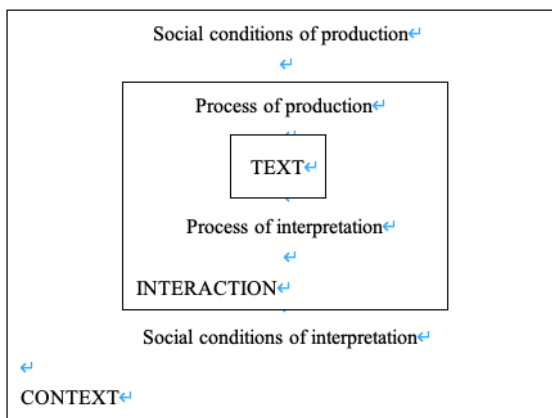 Social conditions of production
Process of production
TEXT
Process of interpretation
INTERACTION
Social conditions of interpretation
CONTEXT